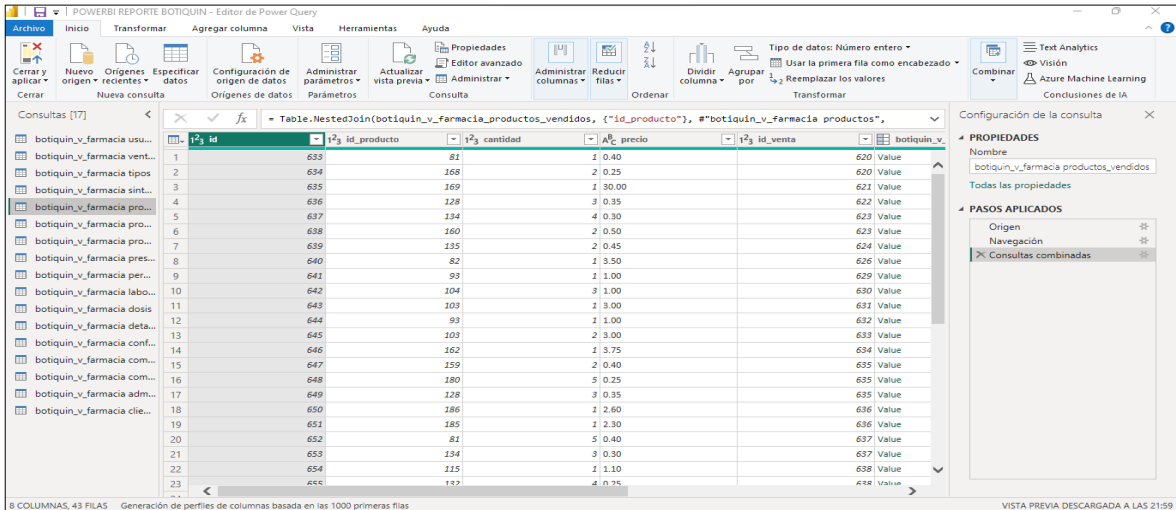 POWERBI REPORTE BOTIQUIN - Editor de Power Query
Archivo Inicio Transformar Agregar columna Vista Herramientas Ayuda
Cerrar y aplicar
Nuevo origen
Orígenes recientes
Especificar datos
Configuración de origen de datos
Administrar parámetros
Actualizar vista previa
Propiedades
Editor avanzado
Administrar
Administrar columnas
Reducir filas
Dividir columna
Agrupar por
Tipo de datos: Número entero
Usar la primera fila como encabezado
Reemplazar los valores
Combinar
Text Analytics
Visión
Azure Machine Learning
Cerrar Nueva consulta Orígenes de datos Parámetros Consulta Ordenar Transformar Conclusiones de IA
Consultas [17]
botiquin_v_farmacia usu...
botiquin_v_farmacia vent...
botiquin_v_farmacia tipos
botiquin_v_farmacia sint...
botiquin_v_farmacia pro...
botiquin_v_farmacia pro...
botiquin_v_farmacia pro...
botiquin_v_farmacia pres...
botiquin_v_farmacia per...
botiquin_v_farmacia labo...
botiquin_v_farmacia dosis
botiquin_v_farmacia deta...
botiquin_v_farmacia conf...
botiquin_v_farmacia com...
botiquin_v_farmacia com...
botiquin_v_farmacia adm...
botiquin_v_farmacia clie...
fx = Table.NestedJoin(botiquin_v_farmacia_productos_vendidos, {"id_producto"}, #"botiquin_v_farmacia productos",
123 id 123 id_producto 123 cantidad ABC precio 123 id_venta botiquin_v_
1 633 81 1 0.40 620 Value
2 634 168 2 0.25 620 Value
3 635 169 1 30.00 621 Value
4 636 128 3 0.35 622 Value
5 637 134 4 0.30 623 Value
6 638 160 2 0.50 623 Value
7 639 135 2 0.45 624 Value
8 640 82 1 3.50 626 Value
9 641 93 1 1.00 629 Value
10 642 104 3 1.00 630 Value
11 643 103 1 3.00 631 Value
12 644 93 1 1.00 632 Value
13 645 103 2 3.00 633 Value
14 646 162 1 3.75 634 Value
15 647 159 2 0.40 635 Value
16 648 180 5 0.25 635 Value
17 649 128 3 0.35 635 Value
18 650 186 1 2.60 636 Value
19 651 185 1 2.30 636 Value
20 652 81 5 0.40 637 Value
21 653 134 3 0.30 637 Value
22 654 115 1 1.10 638 Value
23 655 132 4 0.25 638 Value
Configuración de la consulta
PROPIEDADES
Nombre
botiquin_v_farmacia productos_vendidos
Todas las propiedades
PASOS APLICADOS
Origen
Navegación
Consultas combinadas
8 COLUMNAS, 43 FILAS Generación de perfiles de columnas basada en las 1000 primeras filas VISTA PREVIA DESCARGADA A LAS 21:59